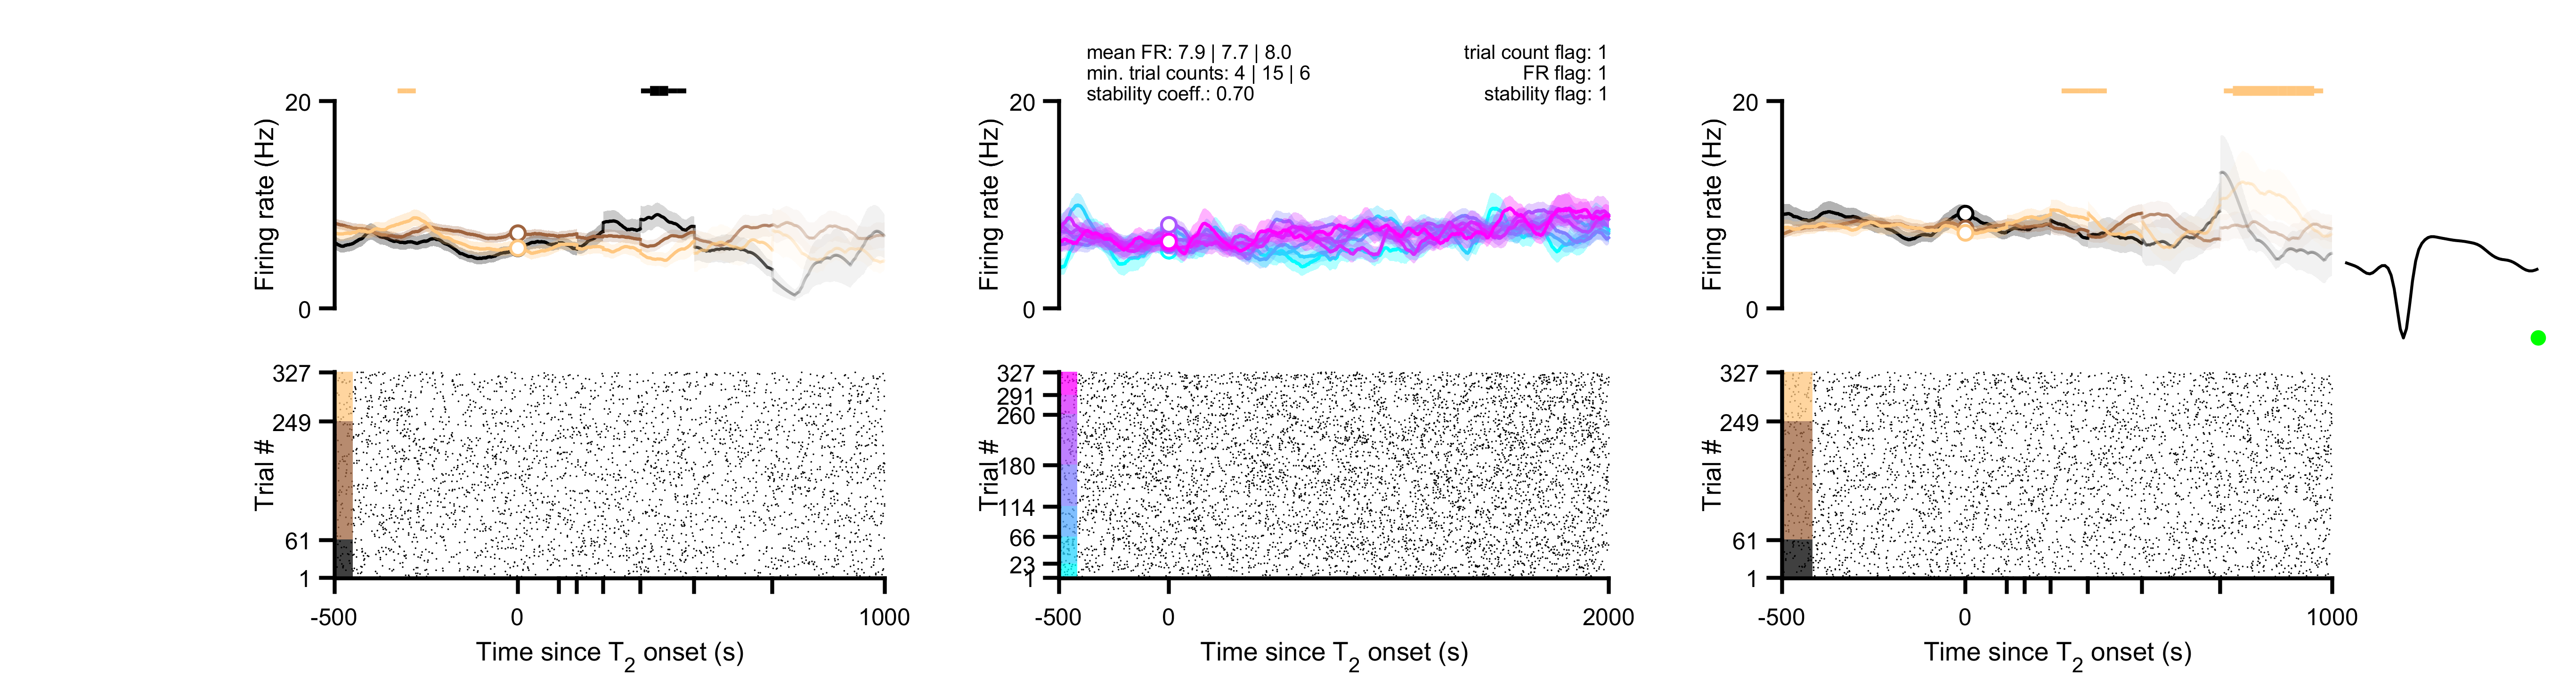 mean FR: 7.9 | 7.7 | 8.0
min. trial counts: 4 | 15 | 6
stability coeff.: 0.70
trial count flag: 1
FR flag: 1
stability flag: 1
20
Firing rate (Hz)
0
327
249
Trial #
61
1
-500
0
1000
Time since T2 onset (s)
20
Firing rate (Hz)
0
327
291
260
180
Trial #
114
66
23
1
-500
0
2000
Time since T2 onset (s)
20
Firing rate (Hz)
0
327
249
Trial #
61
1
-500
0
1000
Time since T2 onset (s)